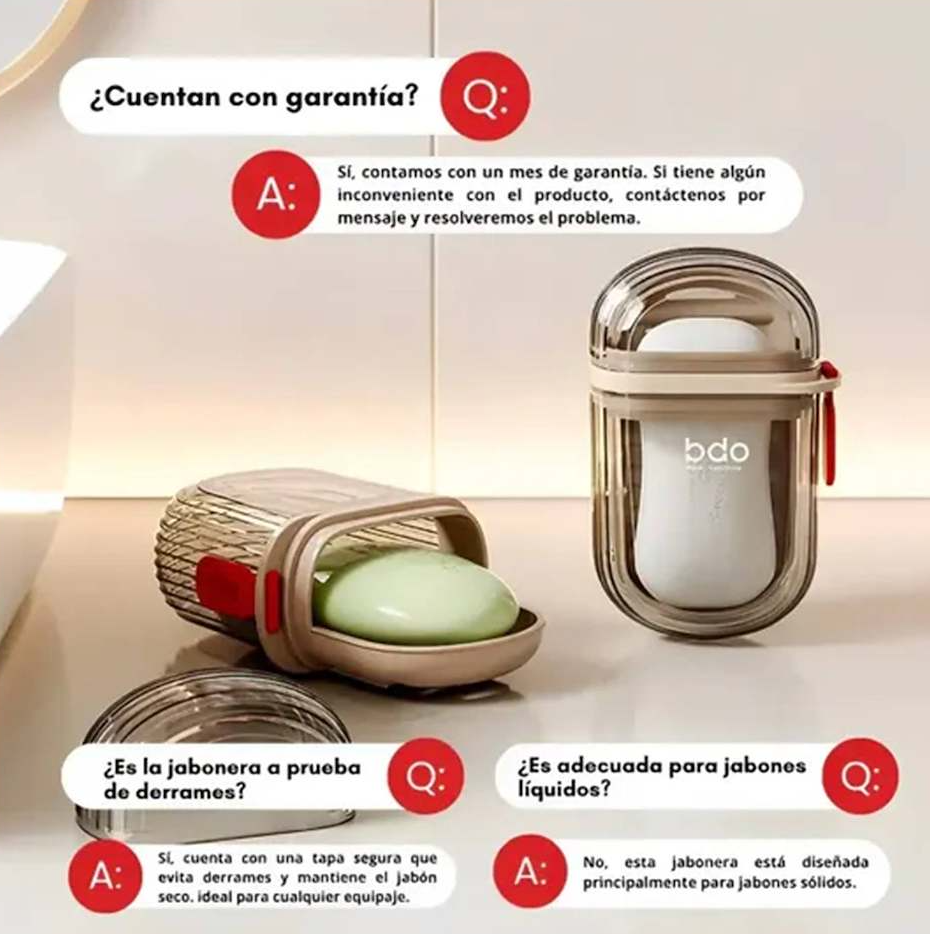 ¿Cuentan con garantía?
Q:
A:
Sí, contamos con un mes de garantía. Si tiene algún
inconveniente con el producto, contáctenos por
mensaje y resolveremos el problema.
bdo
¿Es la jabonera a prueba
de derrames?
Q:
A:
Sí, cuenta con una tapa segura que
evita derrames y mantiene el jabón
seco. ideal para cualquier equipaje.
¿Es adecuada para jabones
líquidos?
Q:
A:
No, esta jabonera está diseñada
principalmente para jabones sólidos.